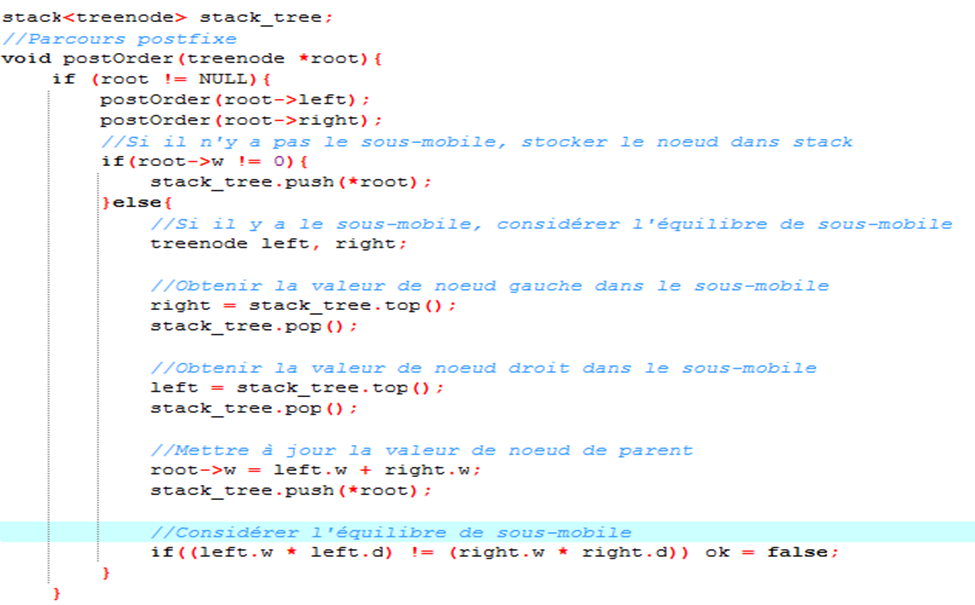 stack<treenode> stack_tree;
//Parcours postfixe
void postOrder(treenode *root){
    if (root != NULL){
        postOrder(root->left);
        postOrder(root->right);
        //Si il n'y a pas le sous-mobile, stocker le noeud dans stack
        if(root->w != 0){
            stack_tree.push(*root);
        }else{
            //Si il y a le sous-mobile, considérer l'équilibre de sous-mobile
            treenode left, right;

            //Obtenir la valeur de noeud gauche dans le sous-mobile
            right = stack_tree.top();
            stack_tree.pop();

            //Obtenir la valeur de noeud droit dans le sous-mobile
            left = stack_tree.top();
            stack_tree.pop();

            //Mettre à jour la valeur de noeud de parent
            root->w = left.w + right.w;
            stack_tree.push(*root);

            //Considérer l'équilibre de sous-mobile
            if((left.w * left.d) != (right.w * right.d)) ok = false;
        }
    }